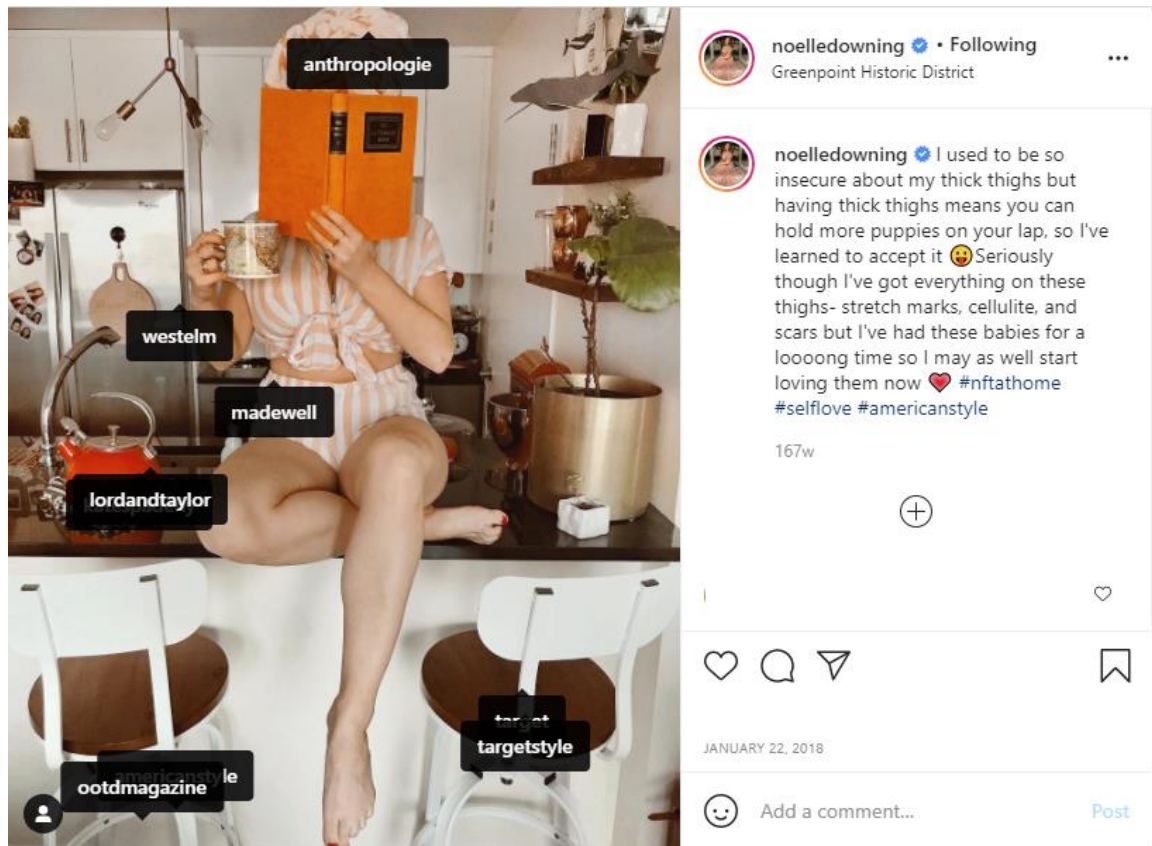 anthropologie
westelm
madewell
lordandtaylor
target
targetstyle
americanstyle
ootdmagazine
noelledowning • Following
Greenpoint Historic District
noelledowning I used to be so
insecure about my thick thighs but
having thick thighs means you can
hold more puppies on your lap, so I've
learned to accept it 😛Seriously
though I've got everything on these
thighs- stretch marks, cellulite, and
scars but I've had these babies for a
looong time so I may as well start
loving them now 💗 #nftathome
#selflove #americanstyle
167w
JANUARY 22, 2018
Add a comment... Post